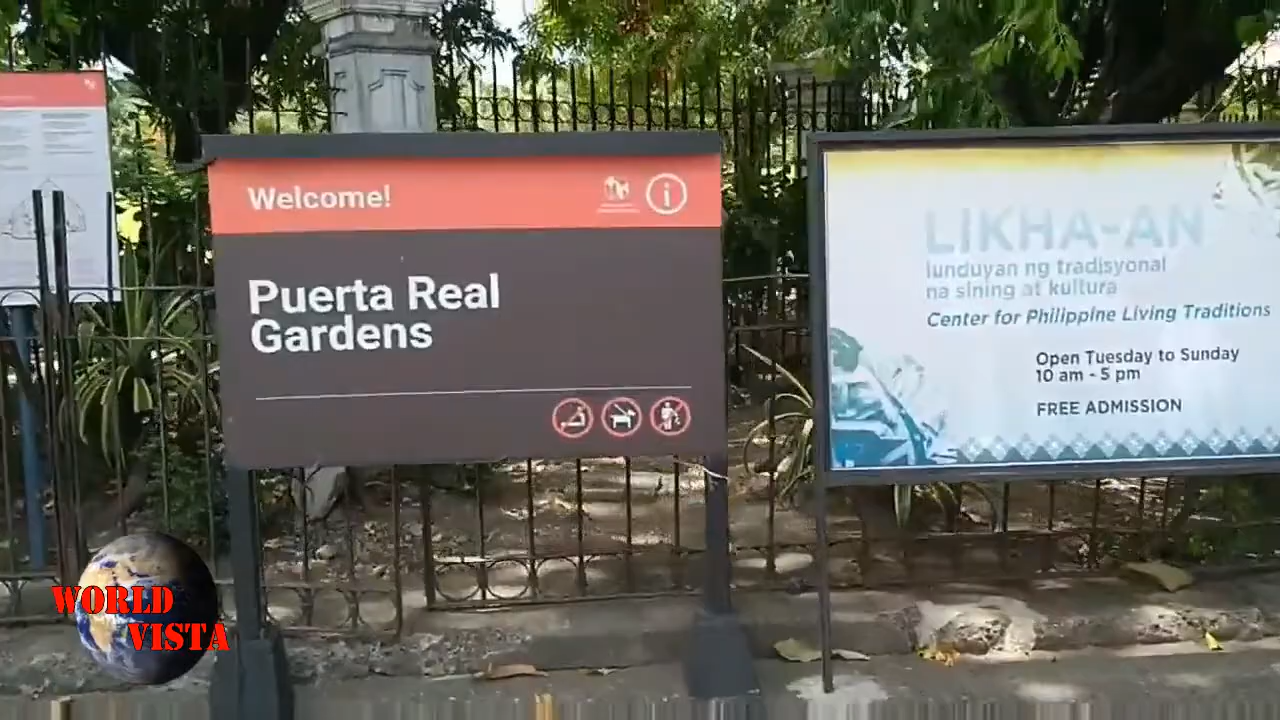 Welcome!
Puerta Real
Gardens
LIKHA-AN
lunduyan ng tradisyonal
na sining at kultura
Center for Philippine Living Traditions
Open Tuesday to Sunday
10 am - 5 pm
FREE ADMISSION
WORLD
VISTA